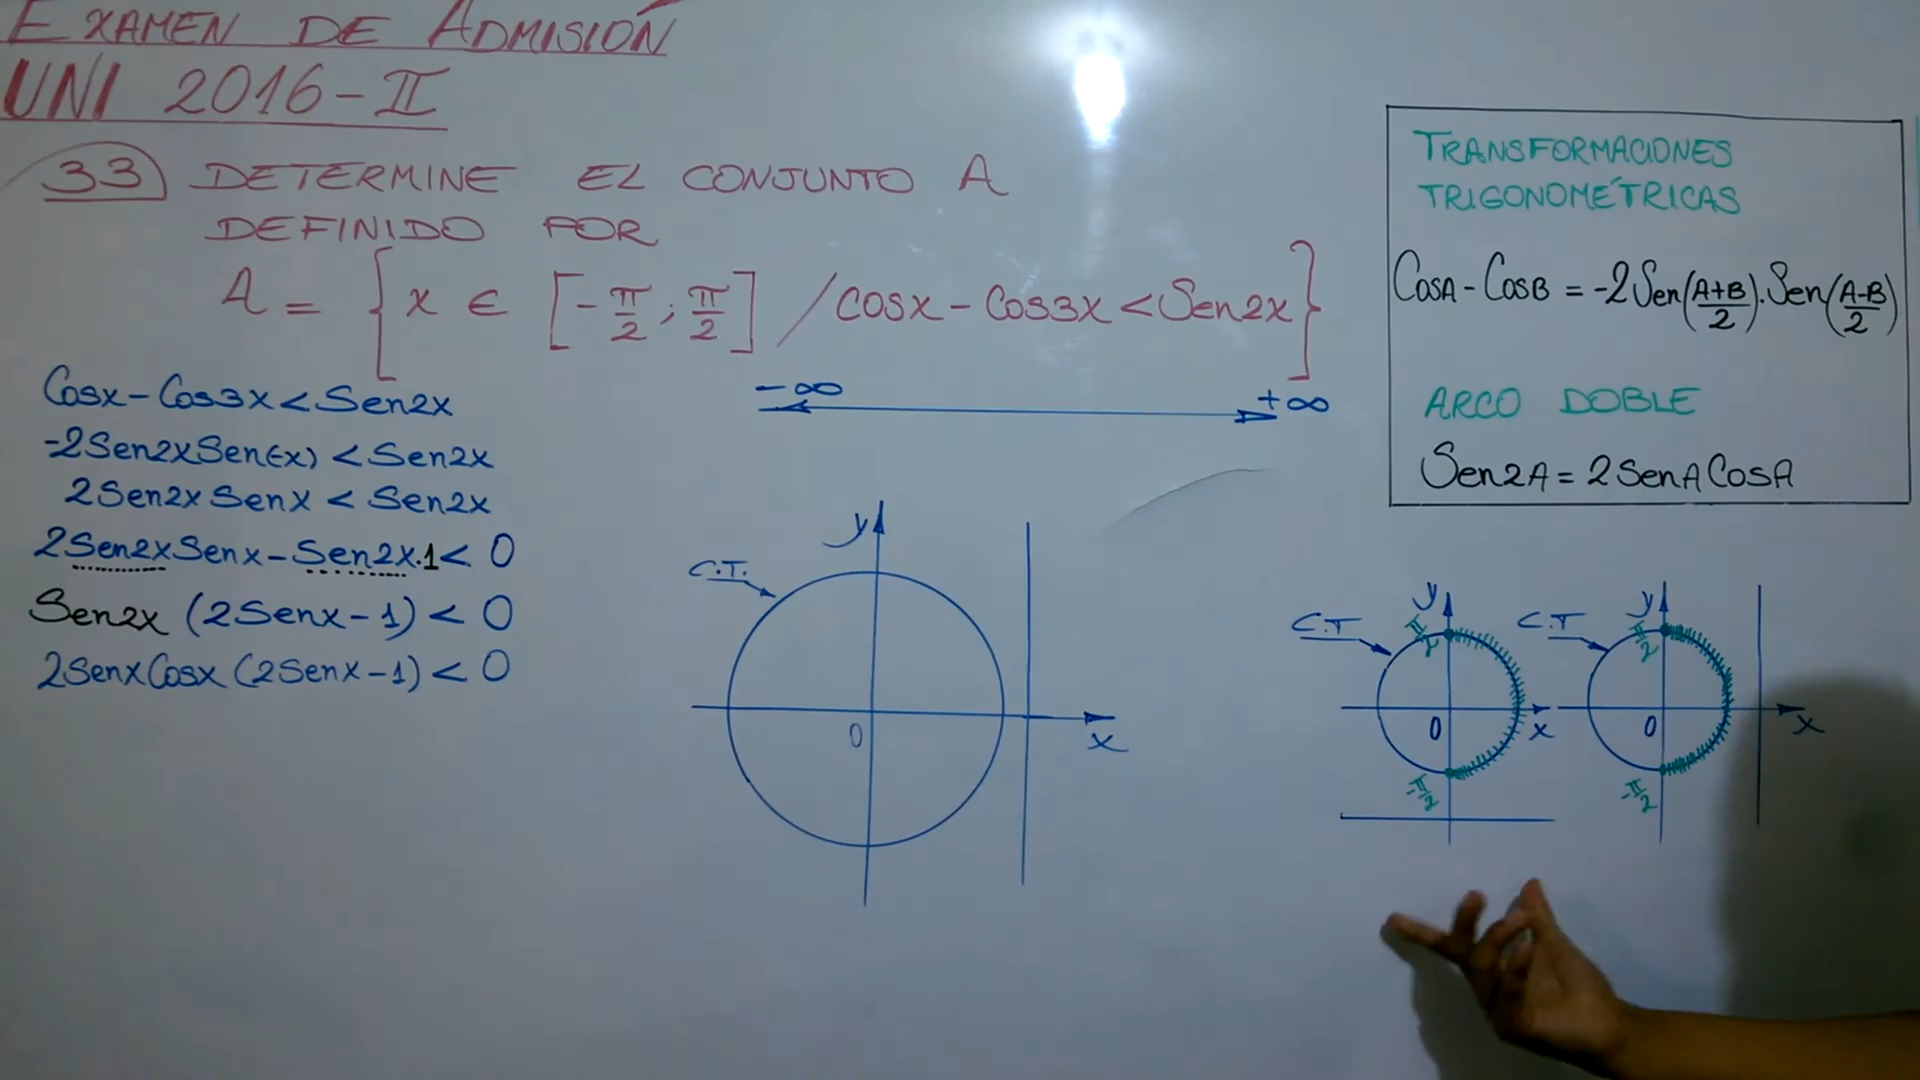 EXAMEN DE ADMISIÓN
UNI 2016-II
33 DETERMINE EL CONJUNTO A
DEFINIDO POR
A = { x ∈ [-π/2 ; π/2] / Cosx - Cos3x < Sen2x }
Cosx - Cos3x < Sen2x
-2Sen2xSen(-x) < Sen2x
2Sen2xSenx < Sen2x
2Sen2xSenx - Sen2x.1 < 0
Sen2x (2Senx - 1) < 0
2SenxCosx (2Senx - 1) < 0
-∞ +∞
y
C.T.
0
x
TRANSFORMACIONES
TRIGONOMÉTRICAS
CosA - CosB = -2Sen(A+B/2).Sen(A-B/2)
ARCO DOBLE
Sen2A = 2SenACosA
y
C.T
π/2
0
x
-π/2
y
C.T
π/2
0
x
-π/2